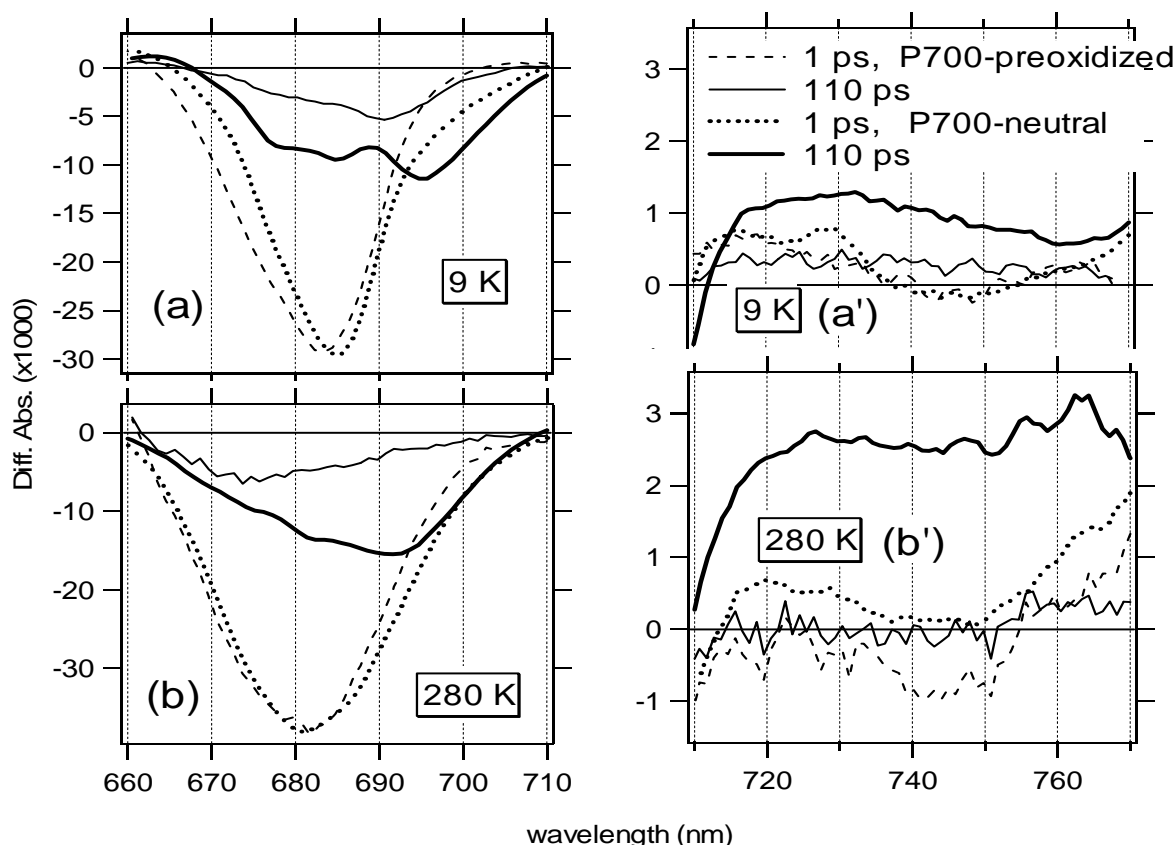 Diff. Abs. (x1000)
0
-5
-10
-15
-20
-25
-30
(a)
9 K
0
-10
-20
-30
(b)
280 K
660
670
680
690
700
710
3
2
1
0
1 ps, P700-preoxidized
110 ps
1 ps, P700-neutral
110 ps
9 K
(a')
3
2
1
0
-1
280 K
(b')
720
740
760
wavelength (nm)